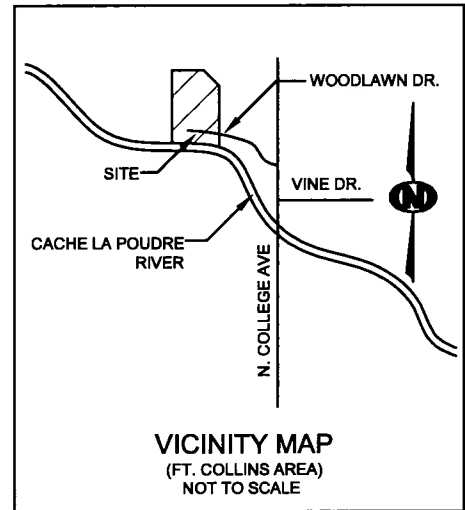 WOODLAWN DR.
SITE
VINE DR.
N
CACHE LA POUDRE
RIVER
N. COLLEGE AVE
VICINITY MAP
(FT. COLLINS AREA)
NOT TO SCALE